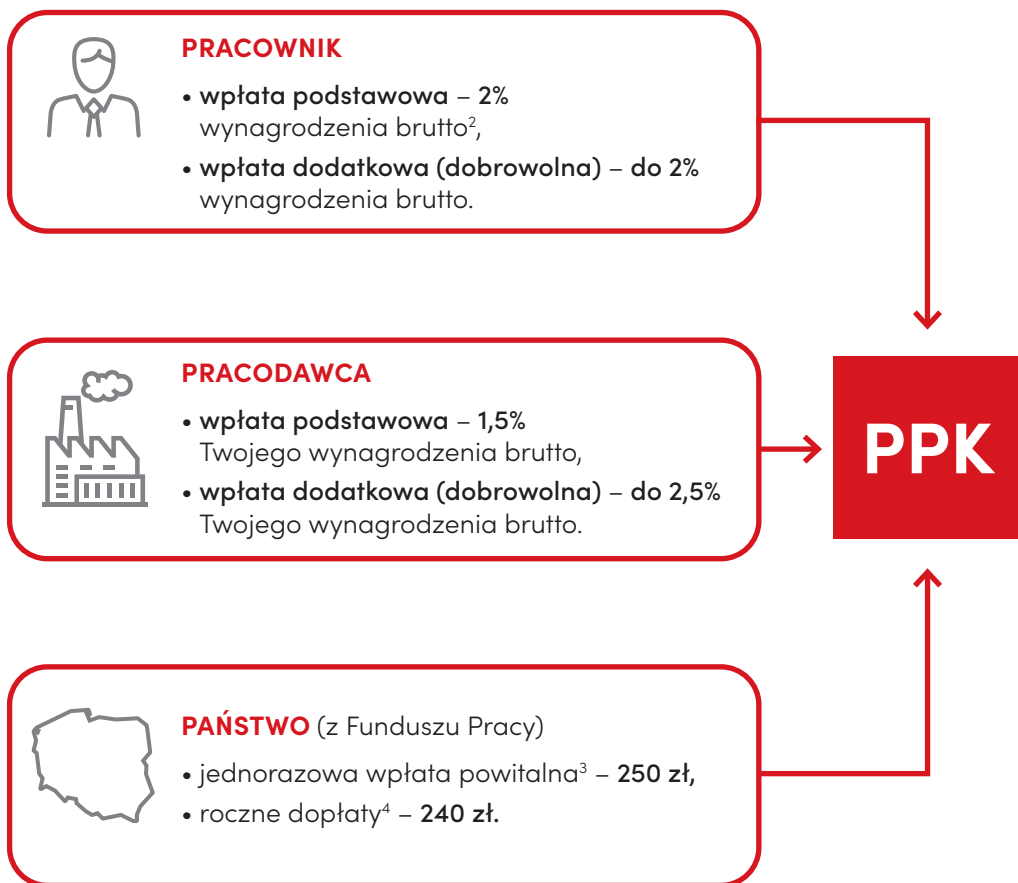 PRACOWNIK
• wpłata podstawowa – 2%
wynagrodzenia brutto²,
• wpłata dodatkowa (dobrowolna) – do 2%
wynagrodzenia brutto.
PRACODAWCA
• wpłata podstawowa – 1,5%
Twojego wynagrodzenia brutto,
• wpłata dodatkowa (dobrowolna) – do 2,5%
Twojego wynagrodzenia brutto.
PPK
PAŃSTWO (z Funduszu Pracy)
• jednorazowa wpłata powitalna³ – 250 zł,
• roczne dopłaty⁴ – 240 zł.